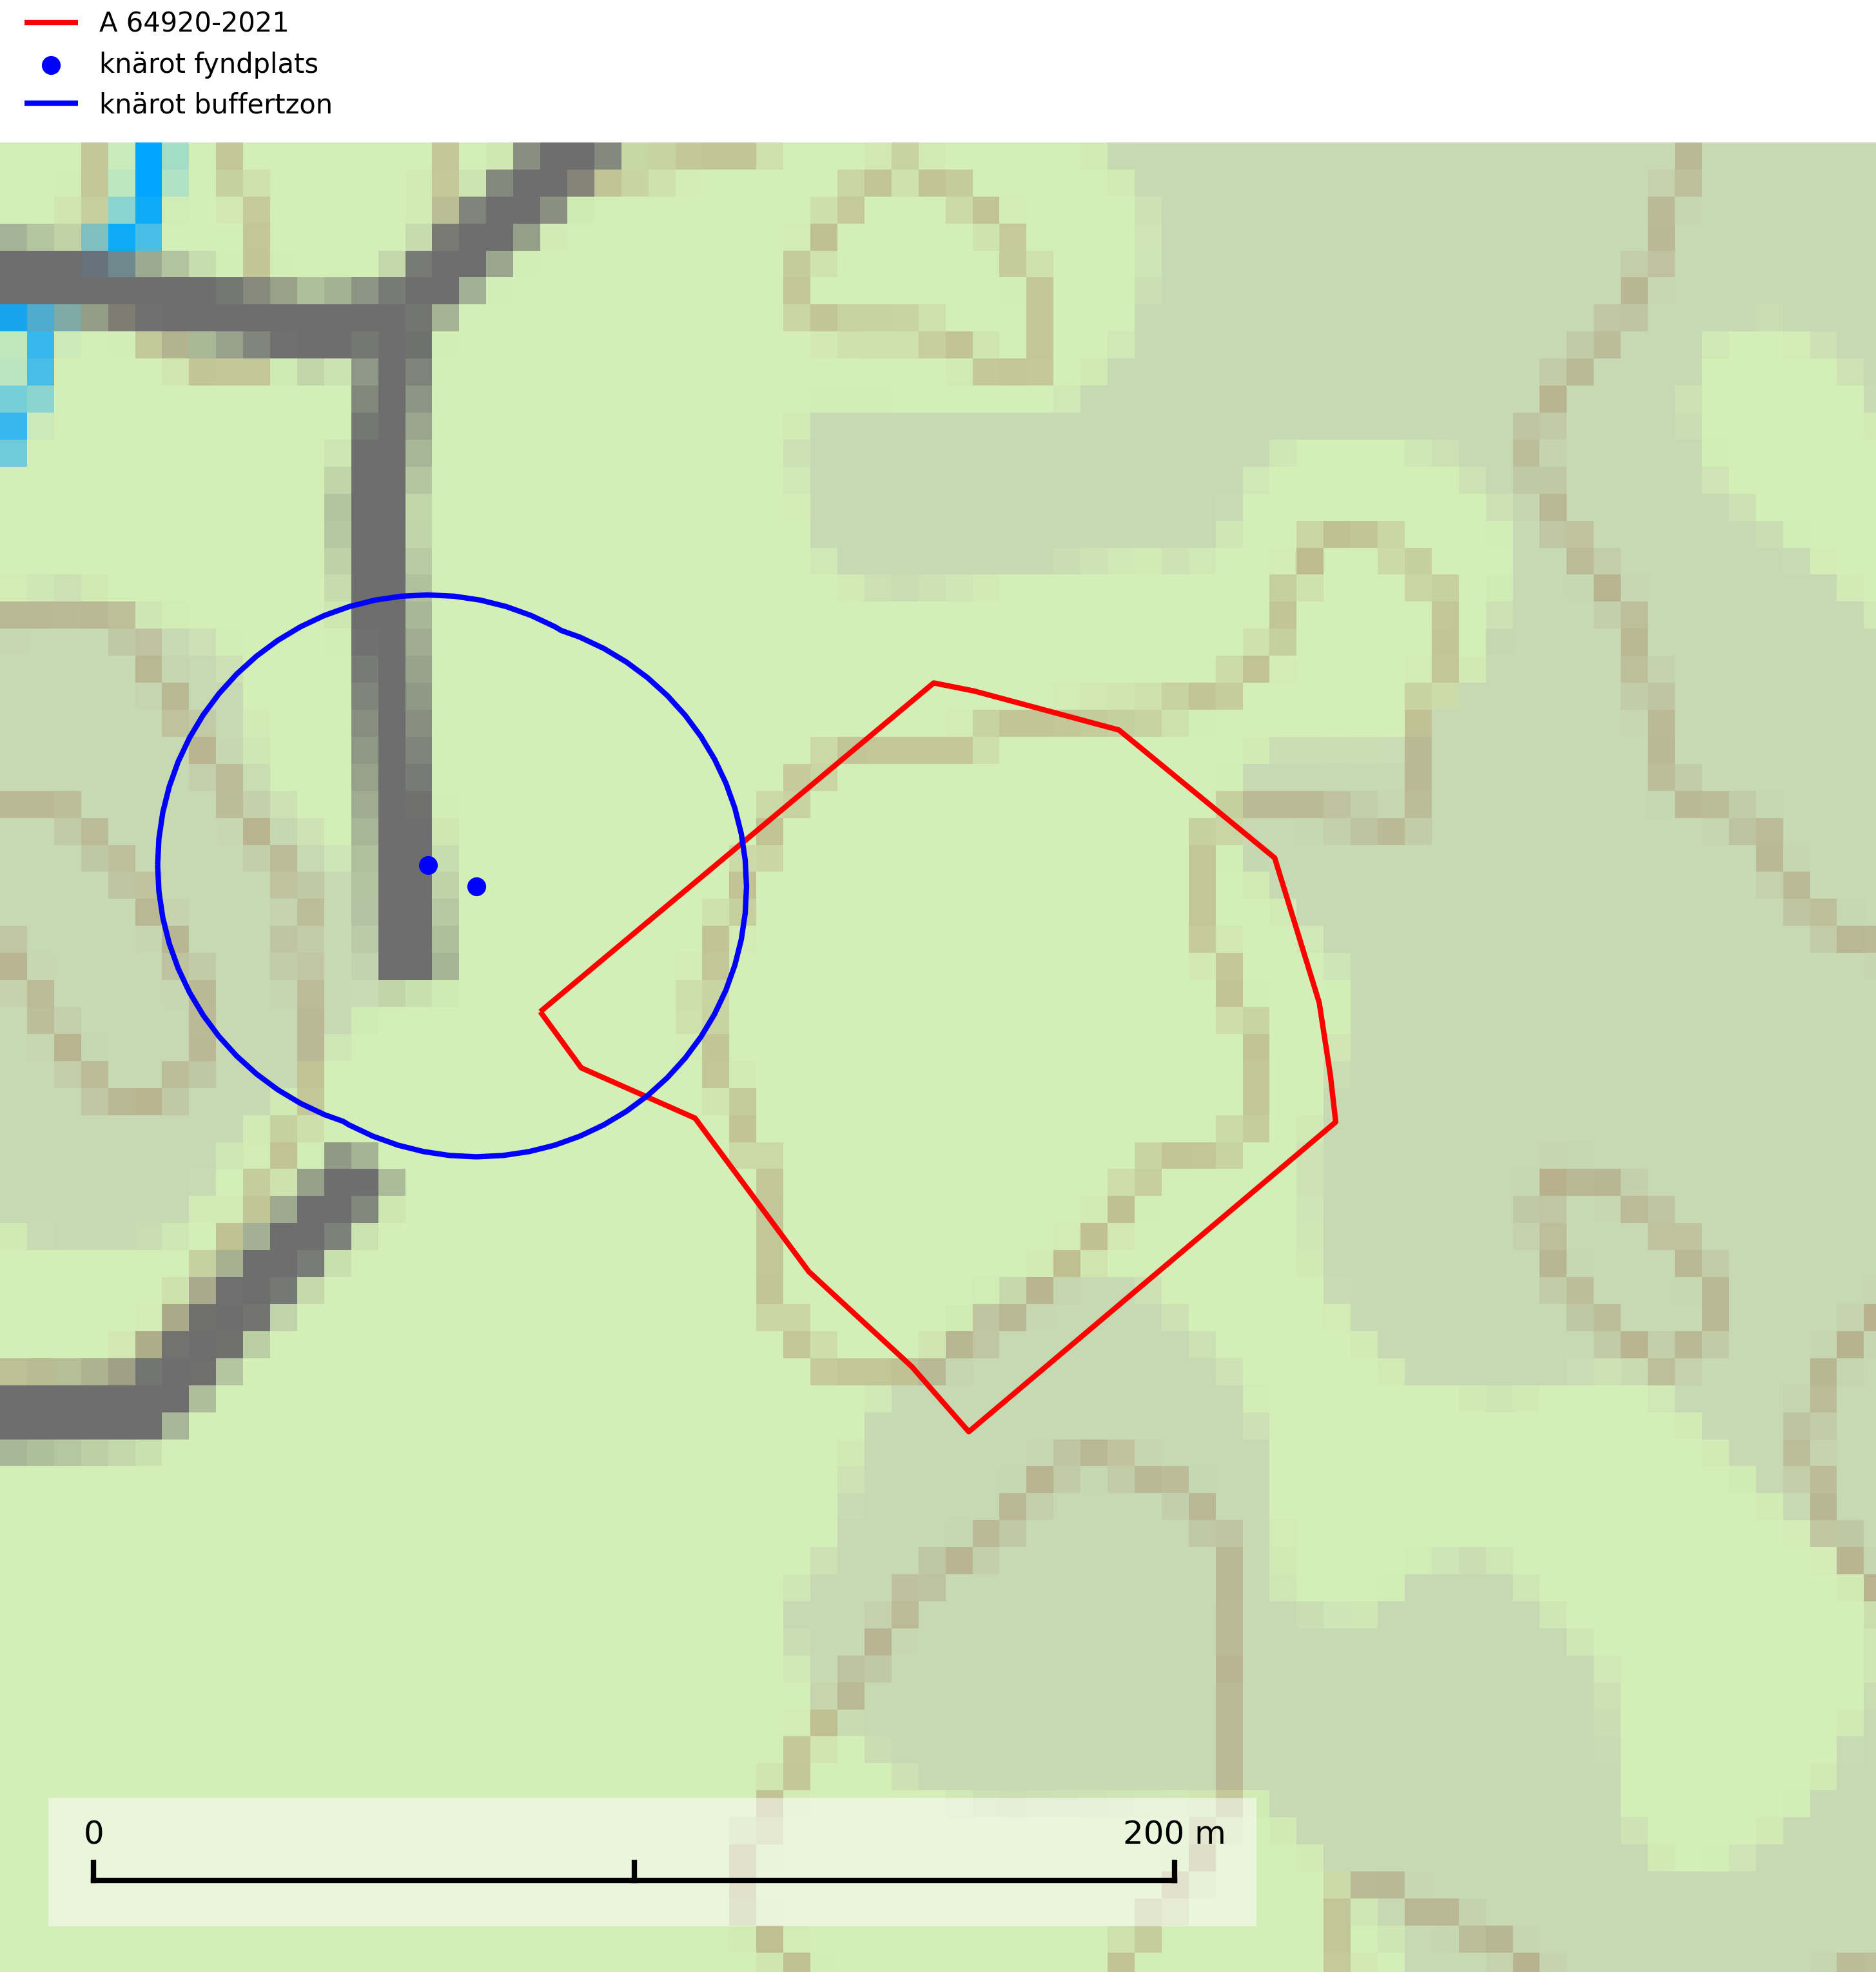 A 64920-2021
knärot fyndplats
knärot buffertzon
0 200 m